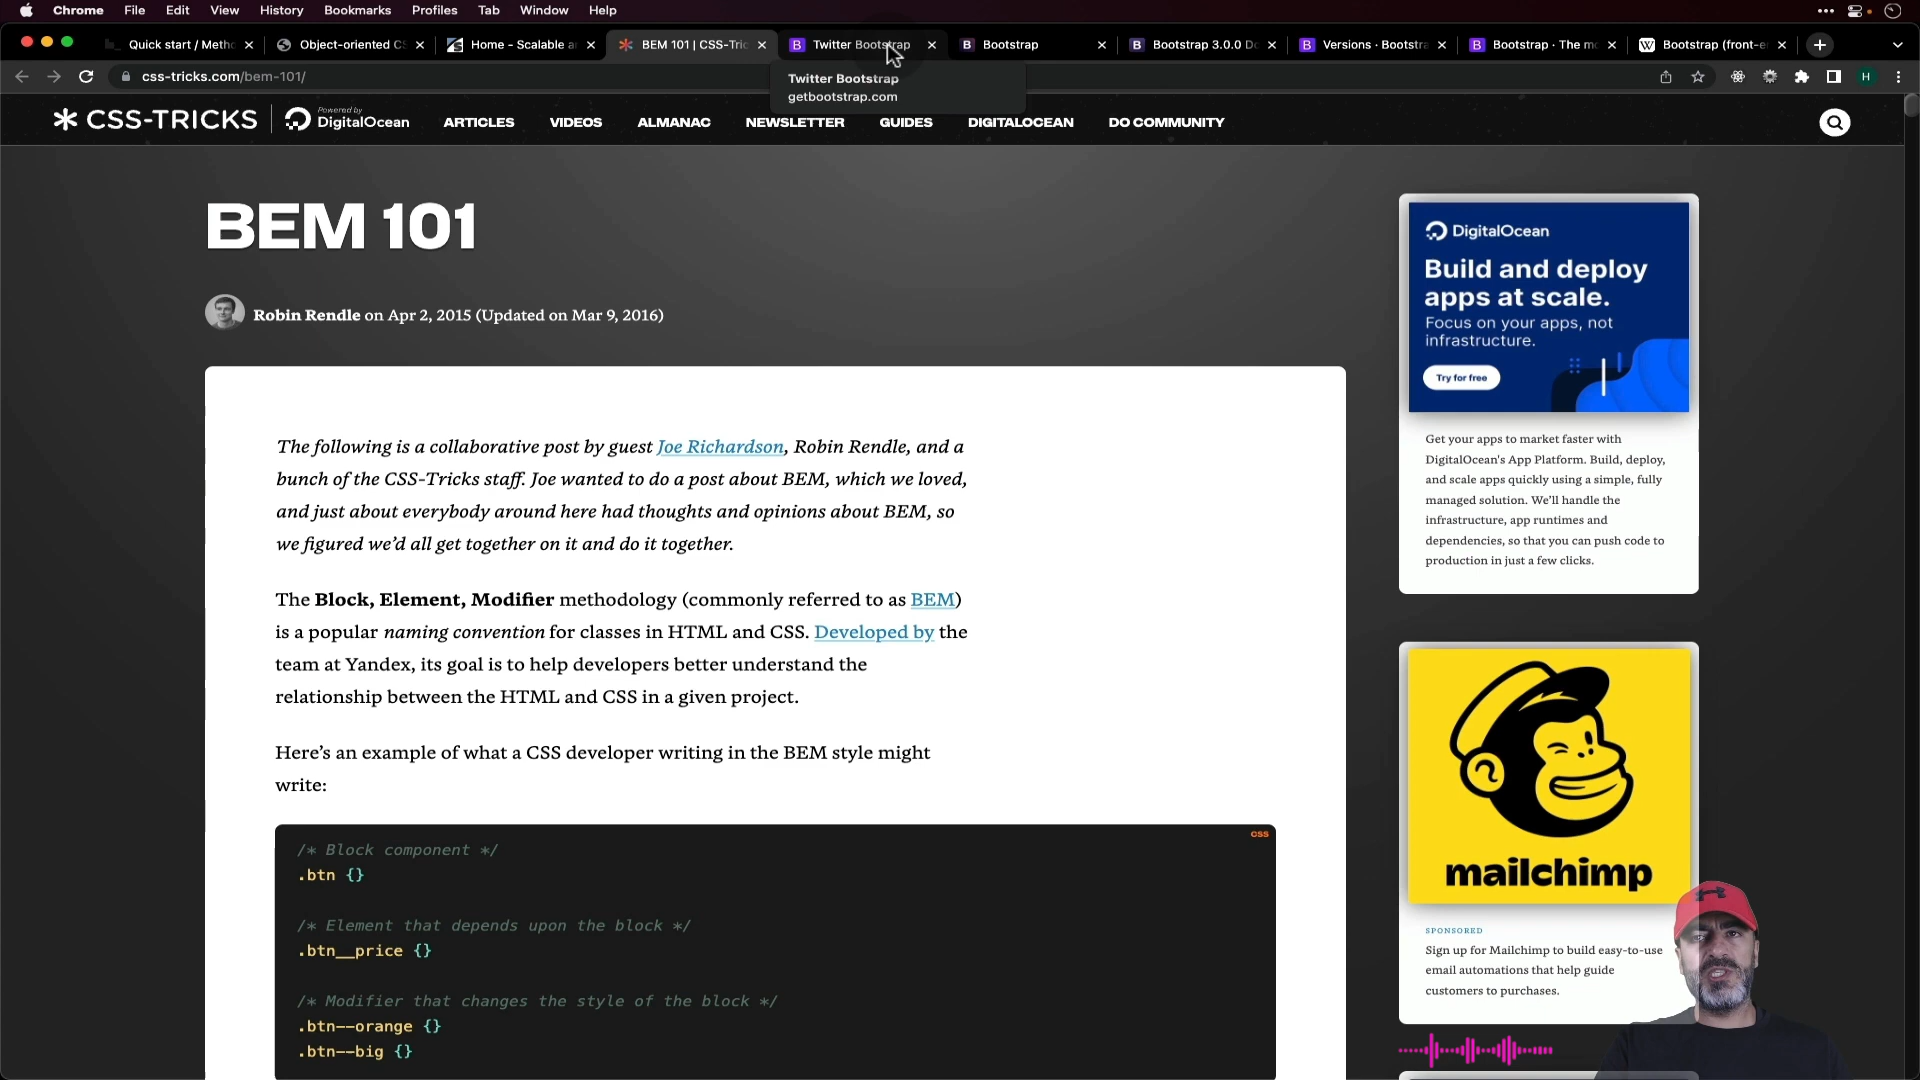 Chrome File Edit View History Bookmarks Profiles Tab Window Help
Quick start / Metho
Object-oriented CS
Home - Scalable an
BEM 101 | CSS-Tric
Twitter Bootstrap
Bootstrap
Bootstrap 3.0.0 Do
Versions · Bootstra
Bootstrap · The mo
Bootstrap (front-e
css-tricks.com/bem-101/
H
Twitter Bootstrap
getbootstrap.com
CSS-TRICKS
Powered by
DigitalOcean
ARTICLES VIDEOS ALMANAC NEWSLETTER GUIDES DIGITALOCEAN DO COMMUNITY
BEM 101
Robin Rendle on Apr 2, 2015 (Updated on Mar 9, 2016)
The following is a collaborative post by guest Joe Richardson, Robin Rendle, and a
bunch of the CSS-Tricks staff. Joe wanted to do a post about BEM, which we loved,
and just about everybody around here had thoughts and opinions about BEM, so
we figured we’d all get together on it and do it together.
The Block, Element, Modifier methodology (commonly referred to as BEM)
is a popular naming convention for classes in HTML and CSS. Developed by the
team at Yandex, its goal is to help developers better understand the
relationship between the HTML and CSS in a given project.
Here’s an example of what a CSS developer writing in the BEM style might
write:
CSS
/* Block component */
.btn {}
/* Element that depends upon the block */
.btn__price {}
/* Modifier that changes the style of the block */
.btn--orange {}
.btn--big {}
DigitalOcean
Build and deploy
apps at scale.
Focus on your apps, not
infrastructure.
Try for free
Get your apps to market faster with
DigitalOcean's App Platform. Build, deploy,
and scale apps quickly using a simple, fully
managed solution. We’ll handle the
infrastructure, app runtimes and
dependencies, so that you can push code to
production in just a few clicks.
mailchimp
SPONSORED
Sign up for Mailchimp to build easy-to-use
email automations that help guide
customers to purchases.